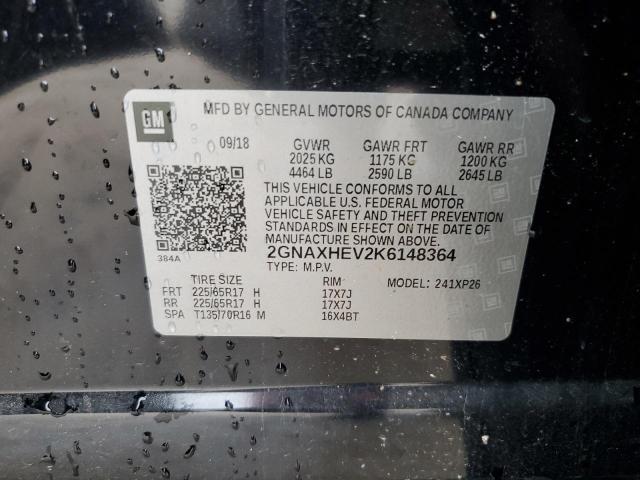 GM
MFD BY GENERAL MOTORS OF CANADA COMPANY
09/18 GVWR GAWR FRT GAWR RR
2025 KG 1175 KG 1200 KG
4464 LB 2590 LB 2645 LB
THIS VEHICLE CONFORMS TO ALL
APPLICABLE U.S. FEDERAL MOTOR
VEHICLE SAFETY AND THEFT PREVENTION
STANDARDS IN EFFECT ON THE DATE OF
MANUFACTURE SHOWN ABOVE.
384A 2GNAXHEV2K6148364
TYPE: M.P.V.
TIRE SIZE RIM MODEL: 241XP26
FRT 225/65R17 H 17X7J
RR 225/65R17 H 17X7J
SPA T135/70R16 M 16X4BT